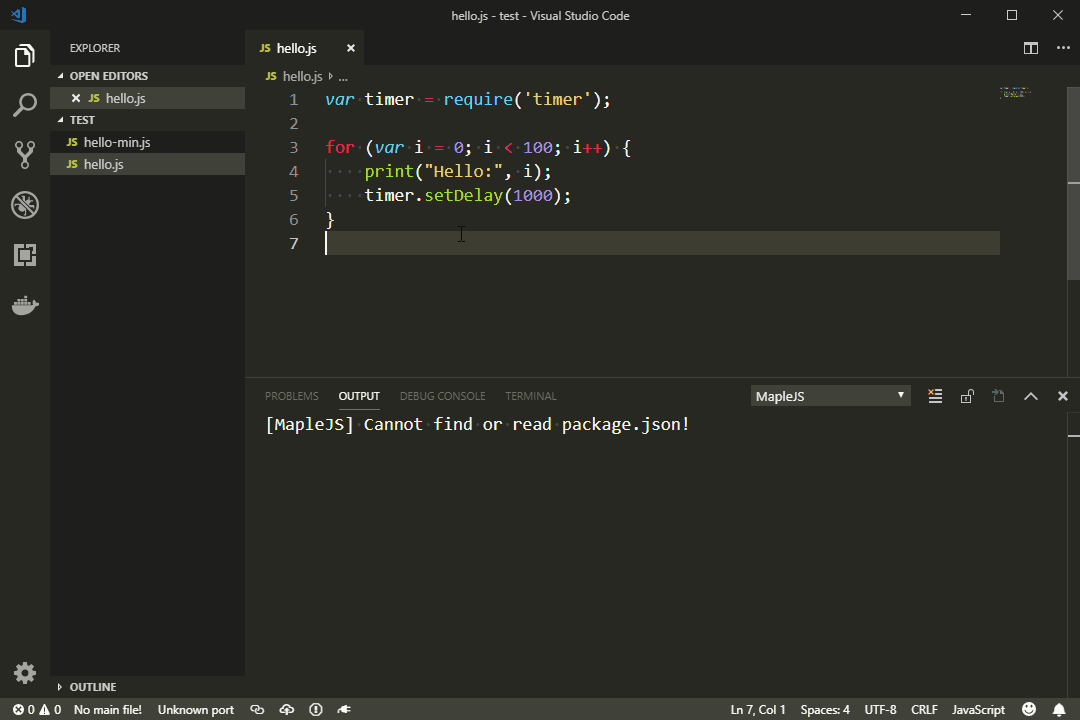 hello.js - test - Visual Studio Code
EXPLORER
OPEN EDITORS
JS hello.js
TEST
JS hello-min.js
JS hello.js
OUTLINE
JS hello.js
JS hello.js ...
1 var timer = require('timer');
2
3 for (var i = 0; i < 100; i++) {
4 print("Hello:", i);
5 timer.setDelay(1000);
6 }
7
PROBLEMS OUTPUT DEBUG CONSOLE TERMINAL MapleJS
[MapleJS] Cannot find or read package.json!
0 0 No main file! Unknown port Ln 7, Col 1 Spaces: 4 UTF-8 CRLF JavaScript